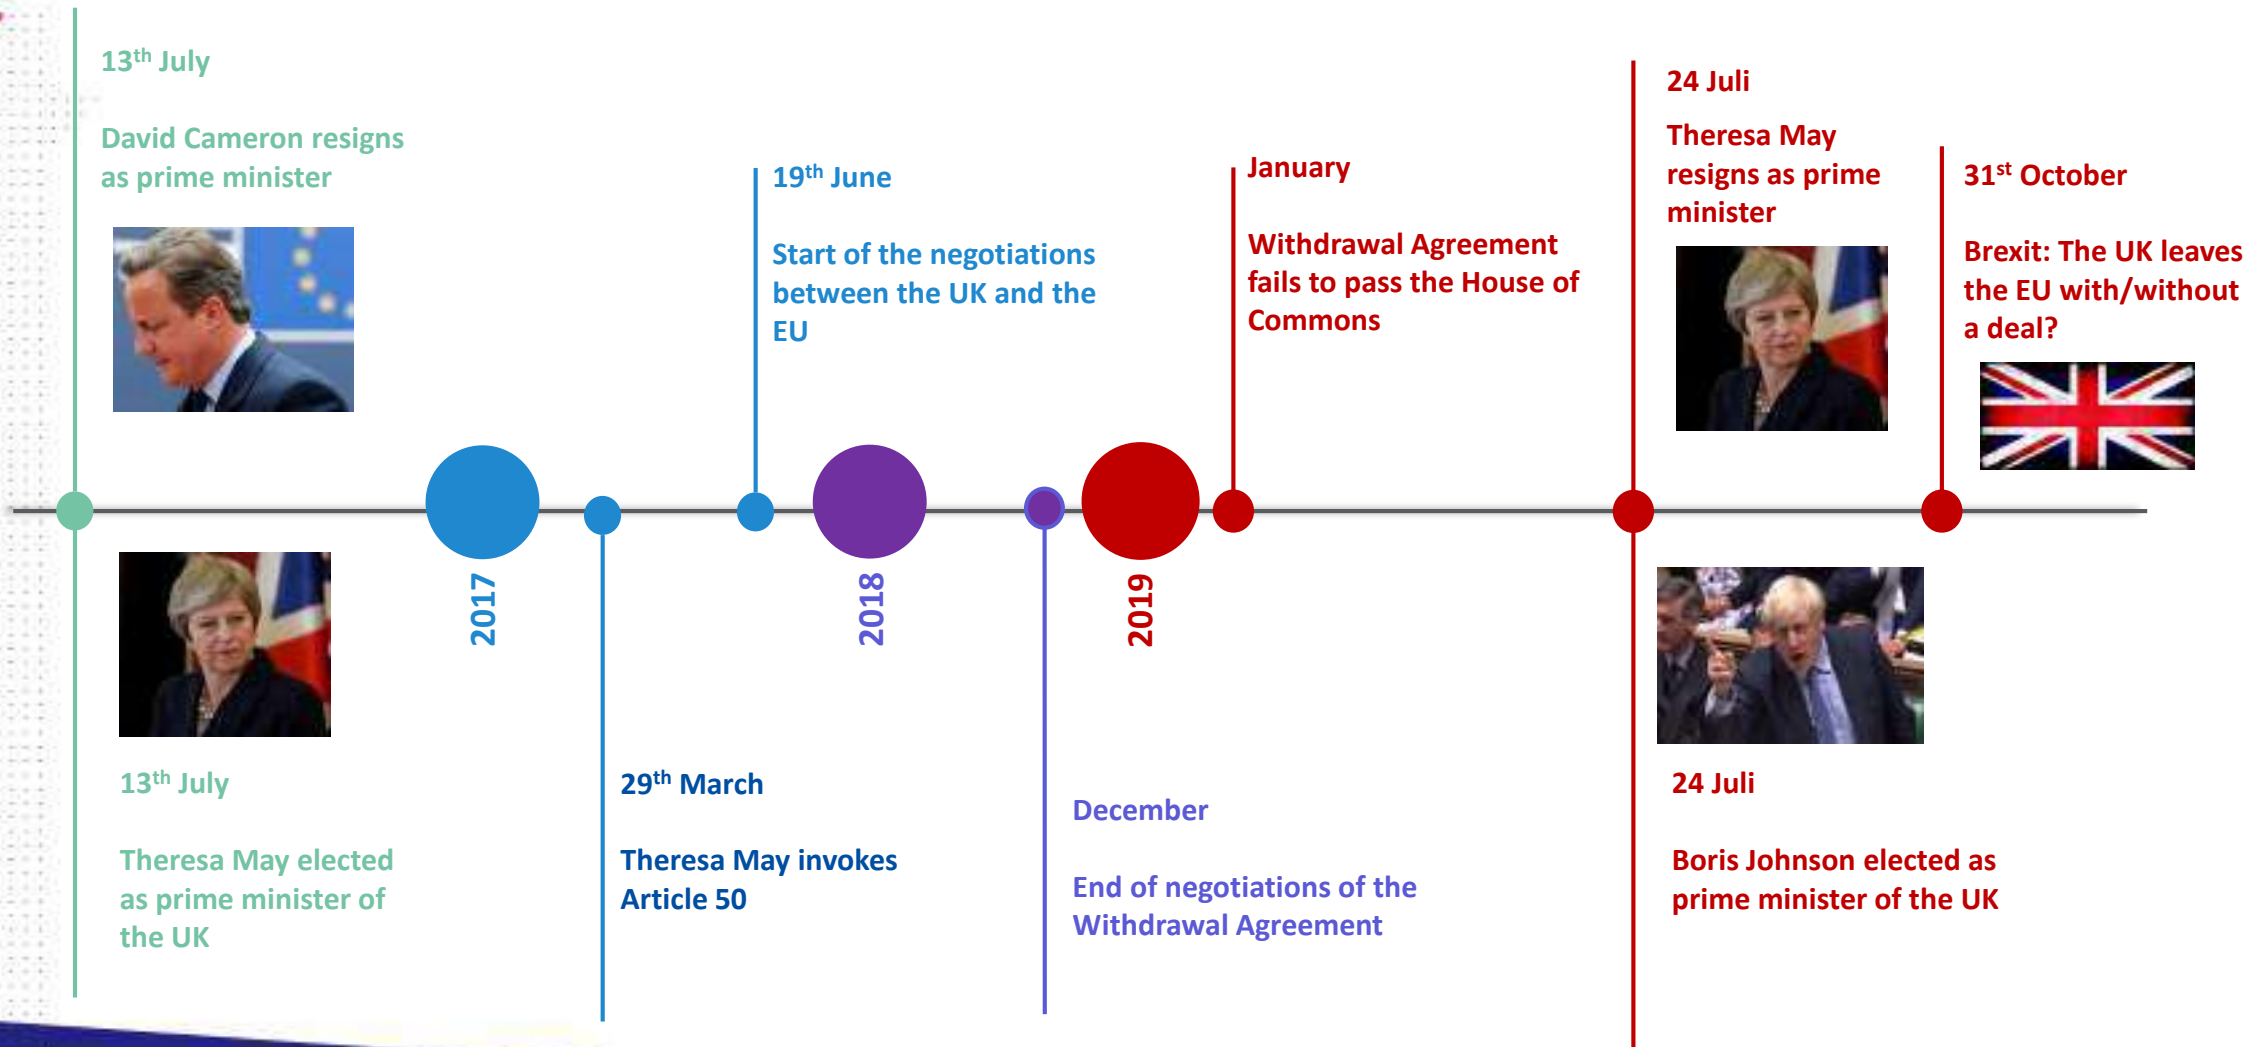 13th July
David Cameron resigns
as prime minister
13th July
Theresa May elected
as prime minister of
the UK
2017
29th March
Theresa May invokes
Article 50
19th June
Start of the negotiations
between the UK and the
EU
2018
December
End of negotiations of the
Withdrawal Agreement
2019
January
Withdrawal Agreement
fails to pass the House of
Commons
24 Juli
Theresa May
resigns as prime
minister
24 Juli
Boris Johnson elected as
prime minister of the UK
31st October
Brexit: The UK leaves
the EU with/without
a deal?